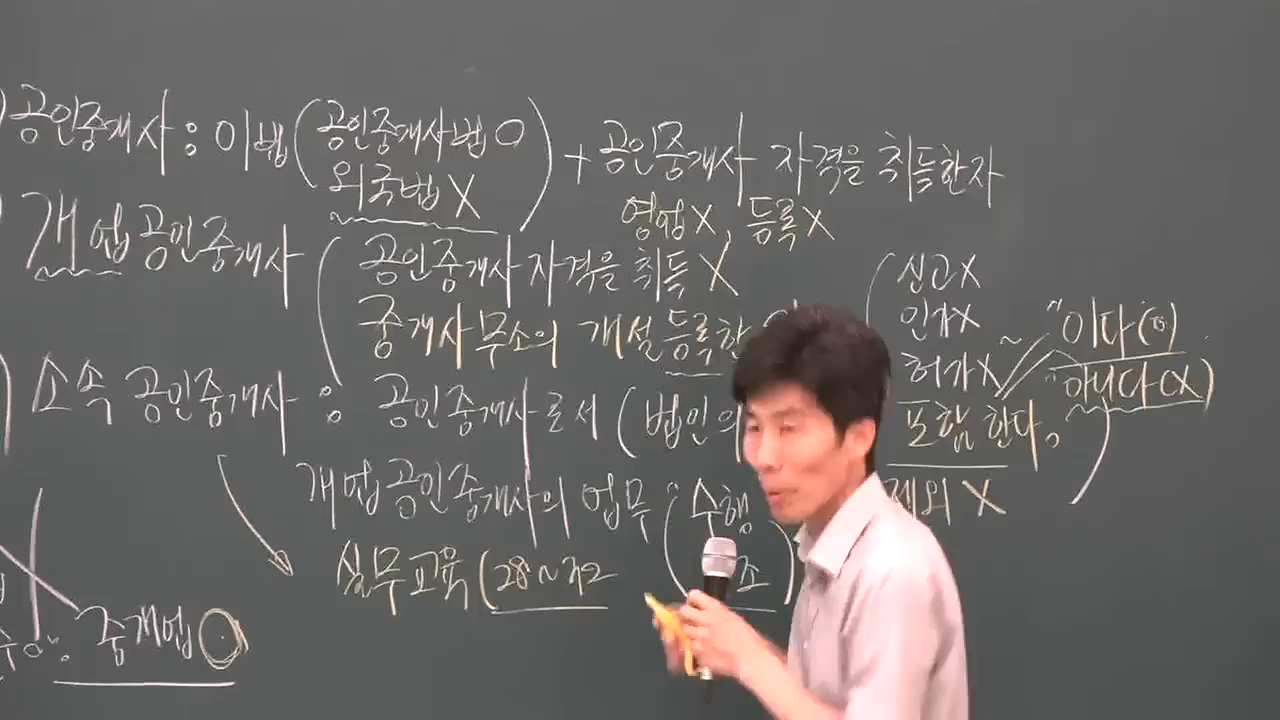 공인중개사 : 이법 (공인중개사법 O
외국법 X) + 공인중개사 자격을 취득한자
영업X, 등록X
개업공인중개사
공인중개사 자격을 취득 X
중개사무소의 개설등록한
신고X
인가X
허가X
포함 한다.
제외 X
~ "이다(O)
"아니다(X)
소속 공인중개사 : 공인중개사로서 (법인의
개업공인중개사의 업무 "수행
조
실무교육 (28~32
중개업 O